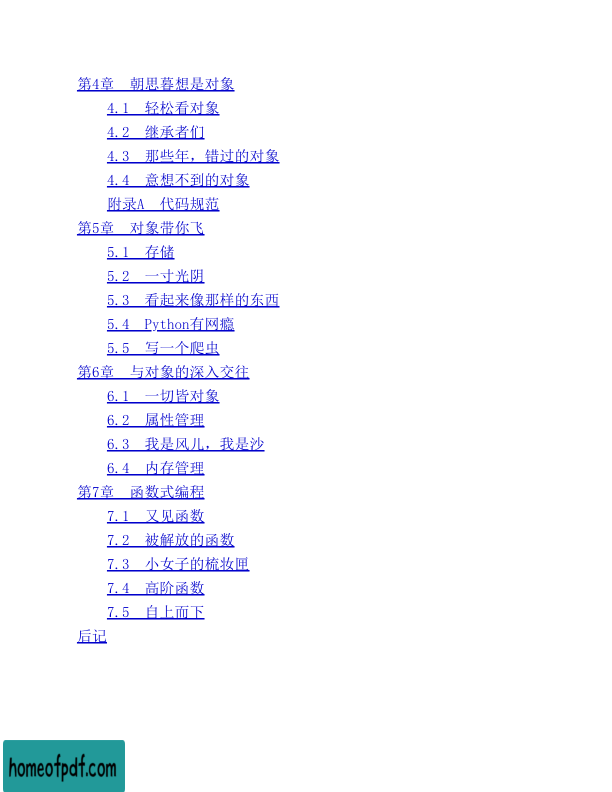 第4章　朝思暮想是对象
4.1　轻松看对象
4.2　继承者们
4.3　那些年，错过的对象
4.4　意想不到的对象
附录A　代码规范
第5章　对象带你飞
5.1　存储
5.2　一寸光阴
5.3　看起来像那样的东西
5.4　Python有网瘾
5.5　写一个爬虫
第6章　与对象的深入交往
6.1　一切皆对象
6.2　属性管理
6.3　我是风儿，我是沙
6.4　内存管理
第7章　函数式编程
7.1　又见函数
7.2　被解放的函数
7.3　小女子的梳妆匣
7.4　高阶函数
7.5　自上而下
后记
homeofpdf.com